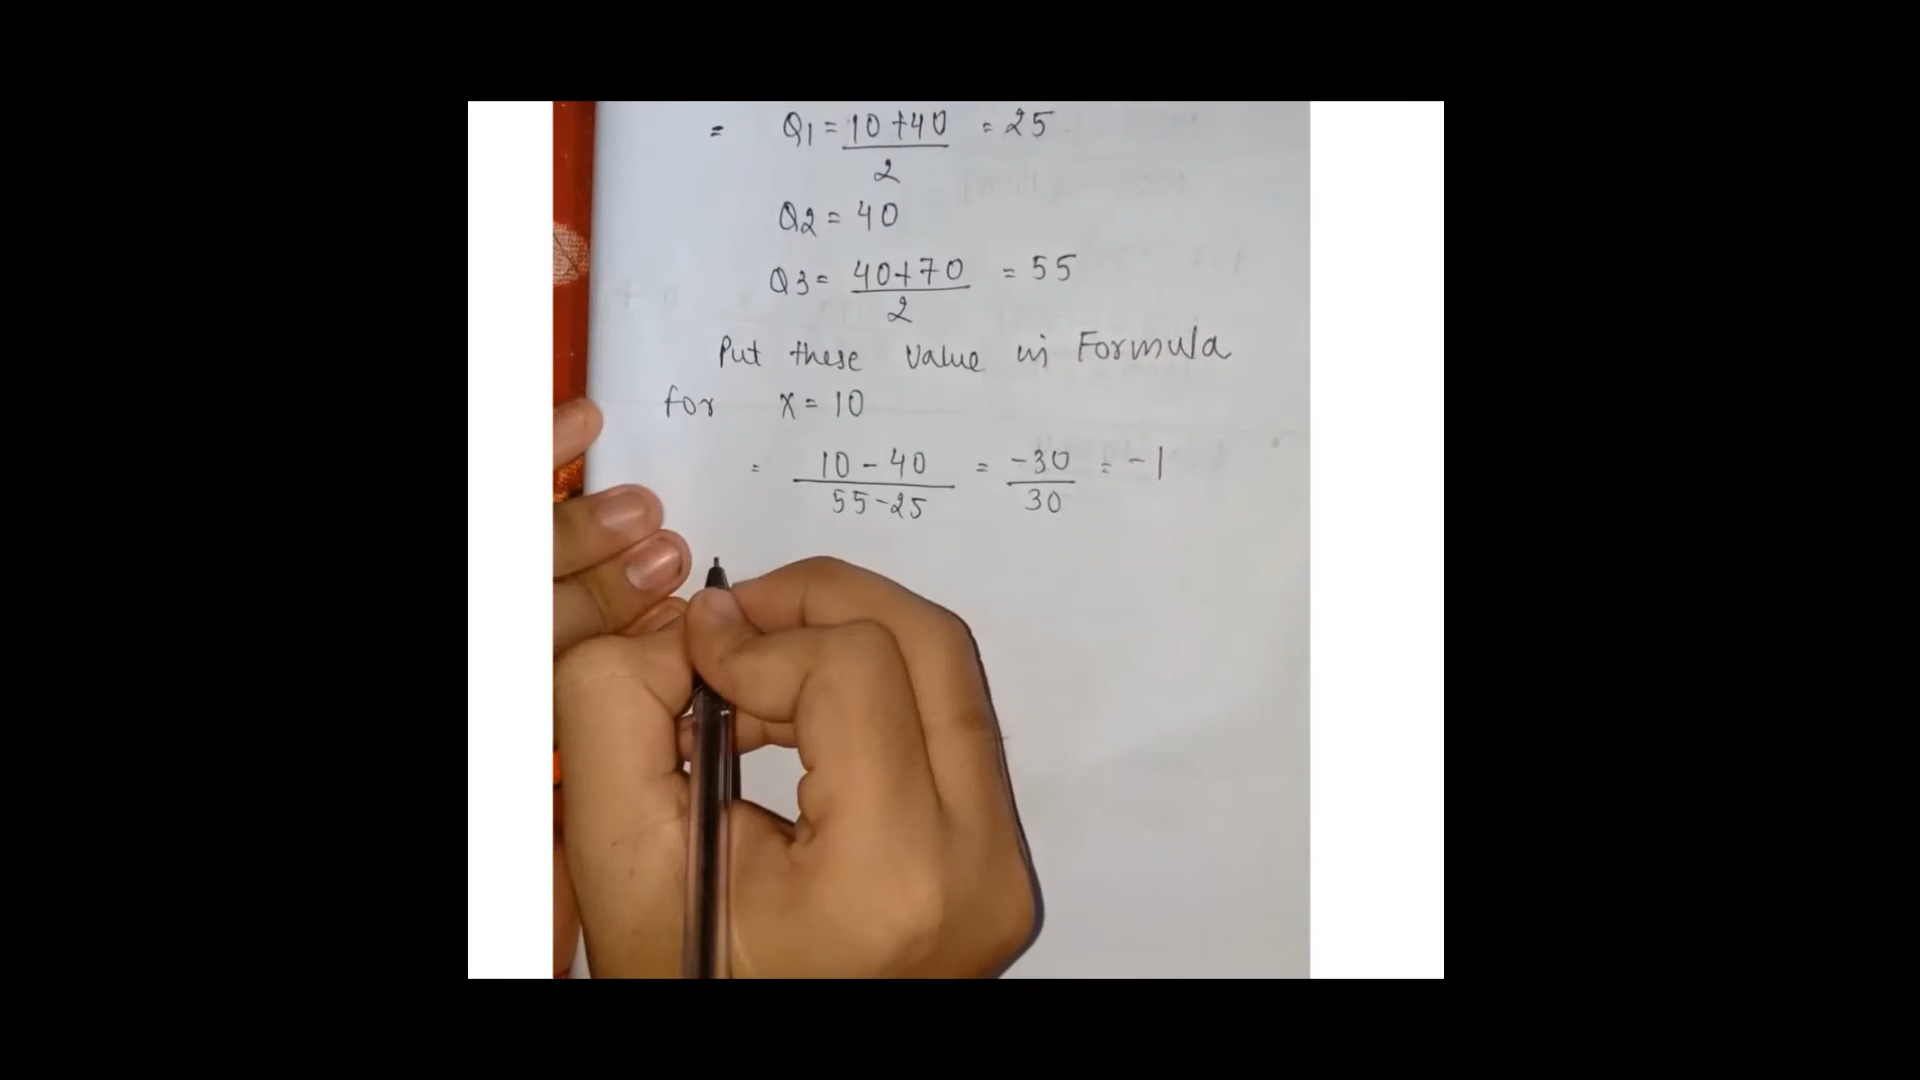 = Q1 = 10+40 = 25
2
Q2 = 40
Q3 = 40+70 = 55
2
Put these value in Formula
for x = 10
= 10 - 40 = -30 = -1
55-25 30